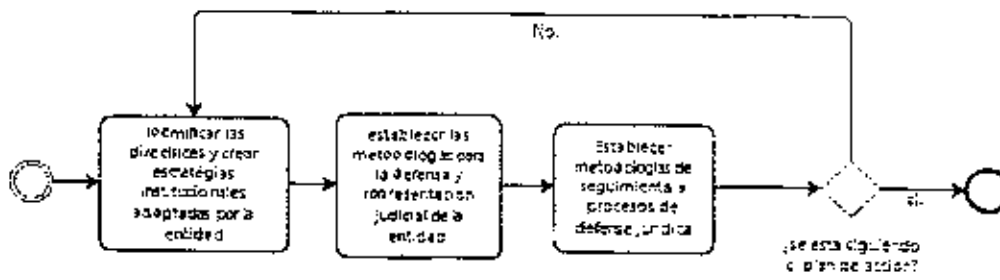 No.
Identificar las
directrices y crear
estrategias
institucionales
adaptadas por la
entidad
establecer las
metodologías para
la defensa y
representación
judicial de la
entidad
Establecer
metodologías de
seguimiento a
procesos de
defensa jurídica
si.
¿se esta siguiendo
el plan de acción?